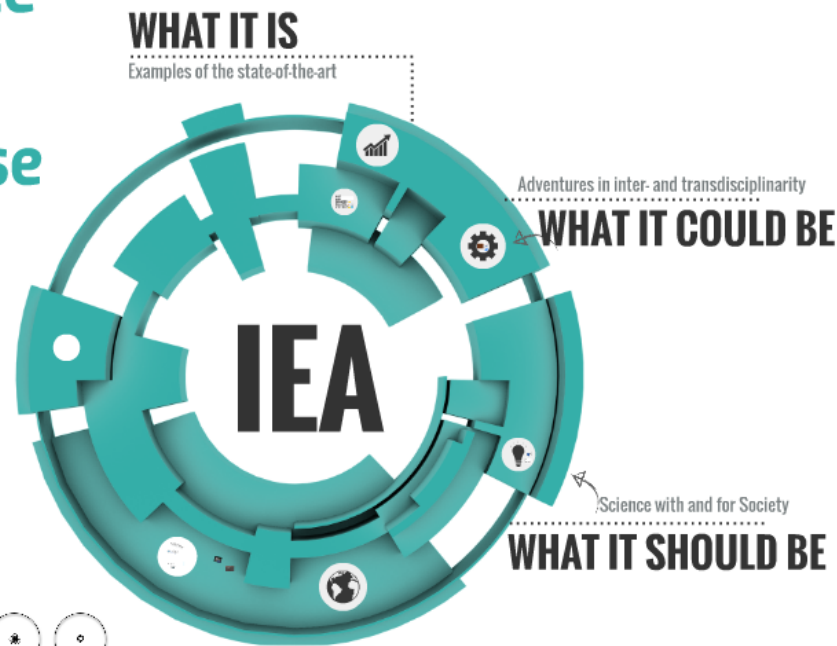 WHAT IT IS
Examples of the state-of-the-art
se
Adventures in inter- and transdisciplinarity
WHAT IT COULD BE
IEA
Science with and for Society
WHAT IT SHOULD BE